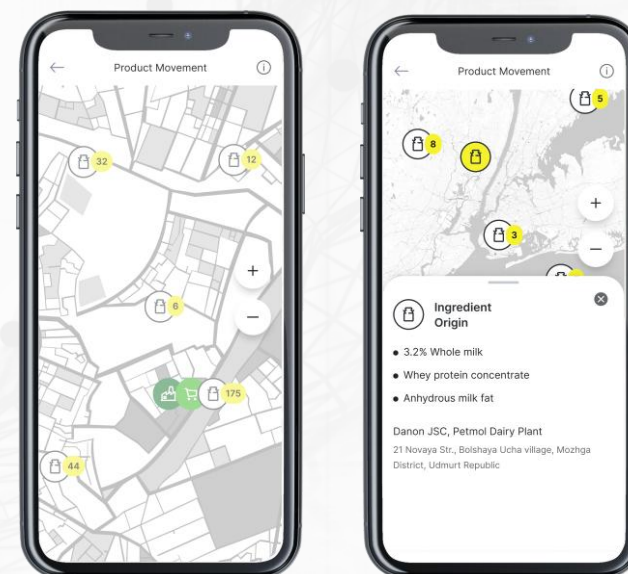 Product Movement
32
12
6
175
44
Product Movement
5
8
3
+
−
+
−
Ingredient
Origin
• 3.2% Whole milk
• Whey protein concentrate
• Anhydrous milk fat
Danon JSC, Petmol Dairy Plant
21 Novaya Str., Bolshaya Ucha village, Mozhga
District, Udmurt Republic